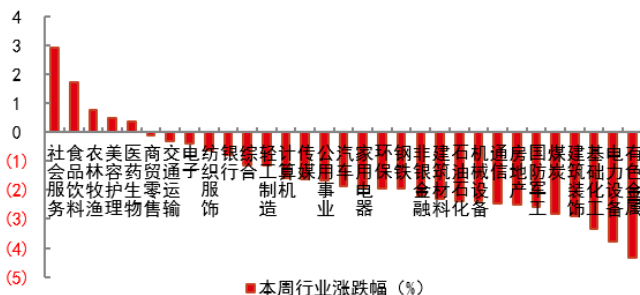 4
3
2
1
0
(1)
(2)
(3)
(4)
(5)
社会服务
食品饮料
农林牧渔
美容护理
医药生物
商贸零售
交通运输
电子
纺织服饰
银行
综合
轻工制造
计算机
传媒
公用事业
汽车
家用电器
环保
钢铁
非银金融
建筑材料
石油石化
机械设备
通信
房地产
国防军工
煤炭
建筑装饰
基础化工
电力设备
有色金属
本周行业涨跌幅（%）